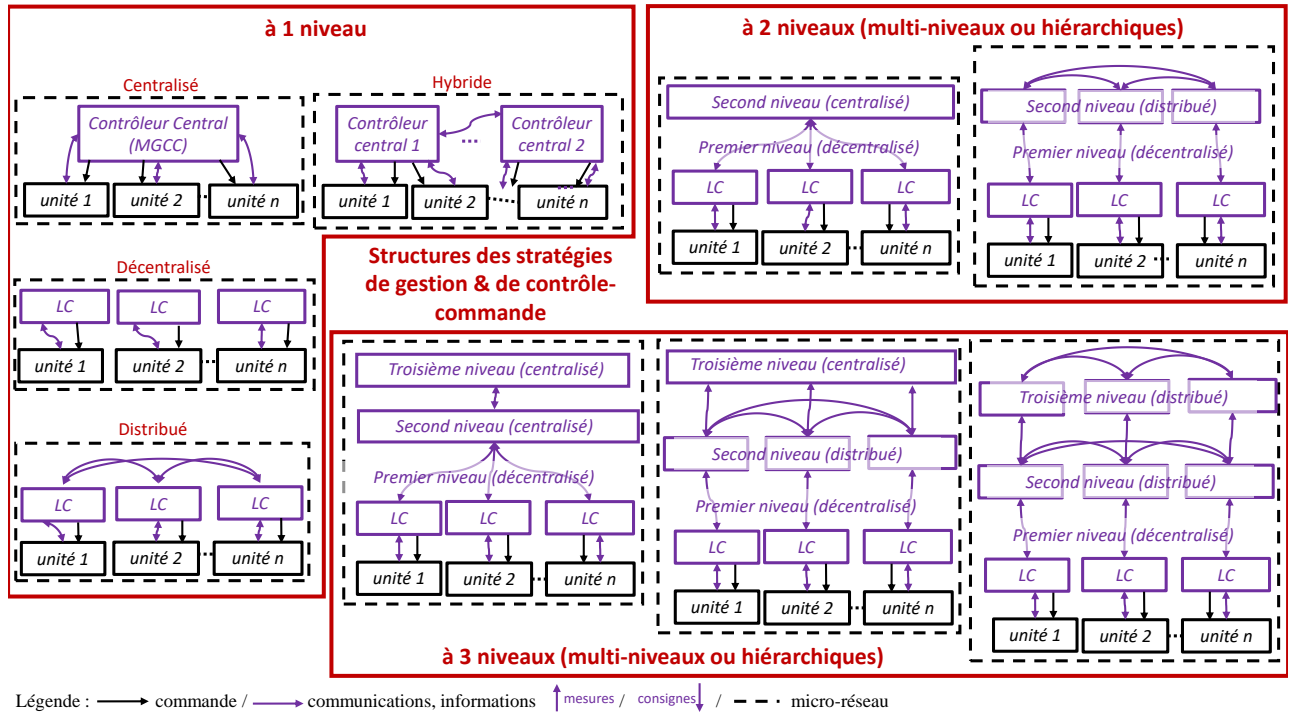 à 1 niveau
Centralisé
Contrôleur Central
(MGCC)
unité 1
unité 2
unité n
Hybride
Contrôleur
central 1
...
Contrôleur
central 2
unité 1
unité 2
unité n
Décentralisé
LC
LC
LC
unité 1
unité 2
unité n
Distribué
LC
LC
LC
unité 1
unité 2
unité n
Structures des stratégies
de gestion & de contrôle-
commande
à 2 niveaux (multi-niveaux ou hiérarchiques)
Second niveau (centralisé)
Premier niveau (décentralisé)
LC
LC
LC
unité 1
unité 2
unité n
Second niveau (distribué)
Premier niveau (décentralisé)
LC
LC
LC
unité 1
unité 2
unité n
Troisième niveau (centralisé)
Second niveau (centralisé)
Premier niveau (décentralisé)
LC
LC
LC
unité 1
unité 2
unité n
Troisième niveau (centralisé)
Second niveau (distribué)
Premier niveau (décentralisé)
LC
LC
LC
unité 1
unité 2
unité n
Troisième niveau (distribué)
Second niveau (distribué)
Premier niveau (décentralisé)
LC
LC
LC
unité 1
unité 2
unité n
à 3 niveaux (multi-niveaux ou hiérarchiques)
Légende : commande / communications, informations mesures / consignes / micro-réseau